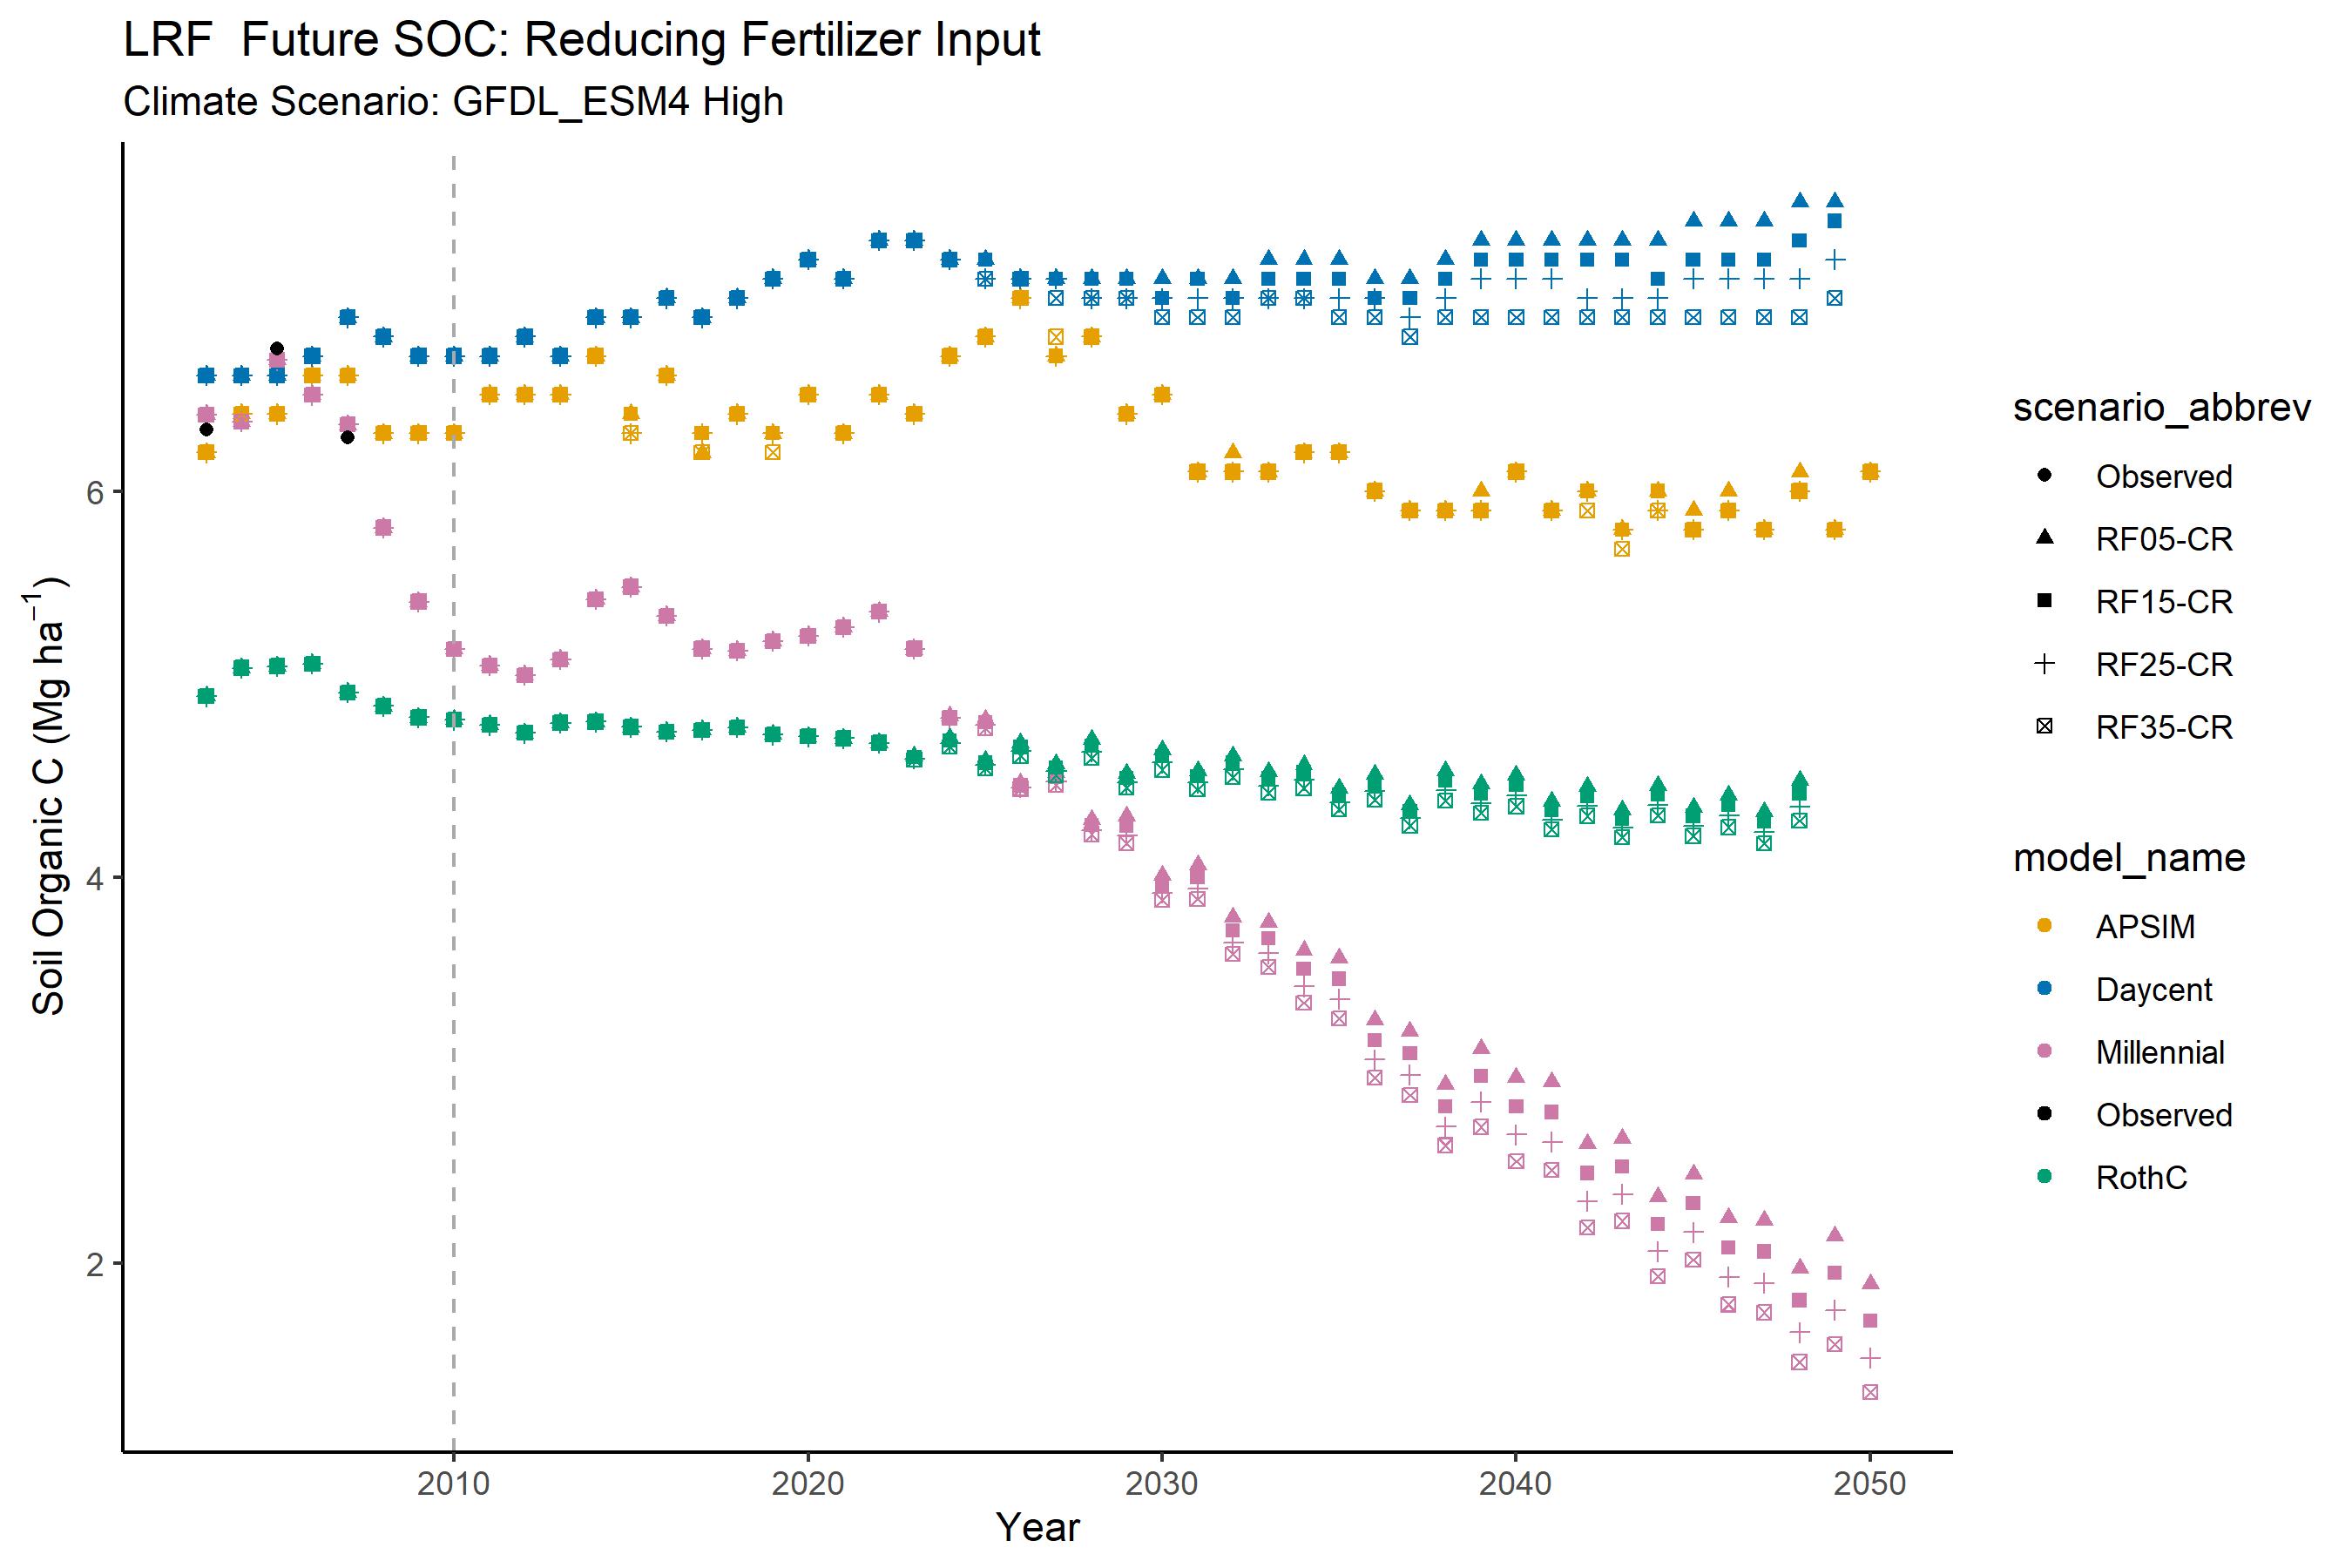 LRF  Future SOC: Reducing Fertilizer Input
Climate Scenario: GFDL_ESM4 High
Soil Organic C (Mg ha⁻¹)
6
4
2
2010
2020
2030
2040
2050
Year
scenario_abbrev
Observed
RF05-CR
RF15-CR
RF25-CR
RF35-CR
model_name
APSIM
Daycent
Millennial
Observed
RothC